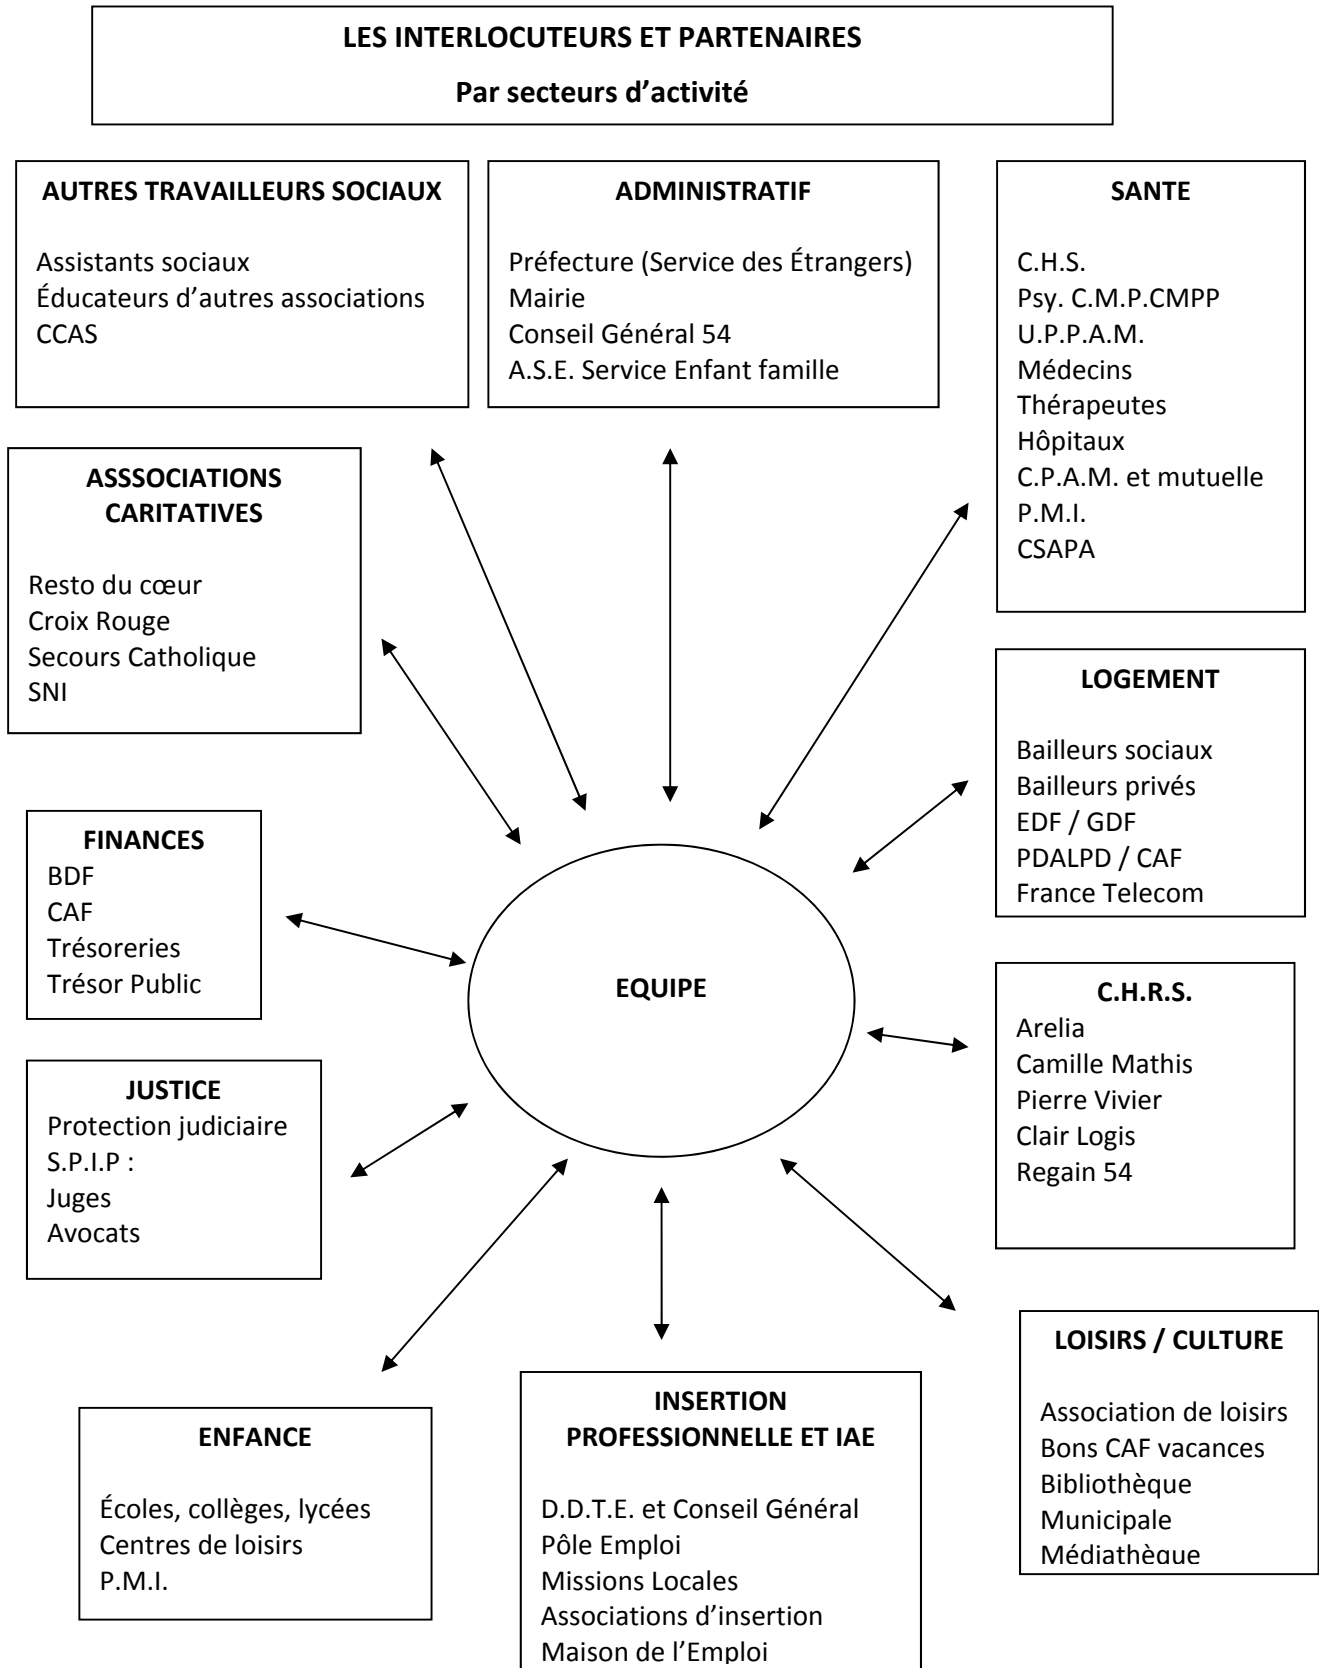 LES INTERLOCUTEURS ET PARTENAIRES
Par secteurs d’activité
AUTRES TRAVAILLEURS SOCIAUX
Assistants sociaux
Éducateurs d’autres associations
CCAS
ADMINISTRATIF
Préfecture (Service des Étrangers)
Mairie
Conseil Général 54
A.S.E. Service Enfant famille
SANTE
C.H.S.
Psy. C.M.P.CMPP
U.P.P.A.M.
Médecins
Thérapeutes
Hôpitaux
C.P.A.M. et mutuelle
P.M.I.
CSAPA
ASSSOCIATIONS
CARITATIVES
Resto du cœur
Croix Rouge
Secours Catholique
SNI
LOGEMENT
Bailleurs sociaux
Bailleurs privés
EDF / GDF
PDALPD / CAF
France Telecom
FINANCES
BDF
CAF
Trésoreries
Trésor Public
EQUIPE
C.H.R.S.
Arelia
Camille Mathis
Pierre Vivier
Clair Logis
Regain 54
JUSTICE
Protection judiciaire
S.P.I.P :
Juges
Avocats
LOISIRS / CULTURE
Association de loisirs
Bons CAF vacances
Bibliothèque
Municipale
Médiathèque
ENFANCE
Écoles, collèges, lycées
Centres de loisirs
P.M.I.
INSERTION
PROFESSIONNELLE ET IAE
D.D.T.E. et Conseil Général
Pôle Emploi
Missions Locales
Associations d’insertion
Maison de l’Emploi